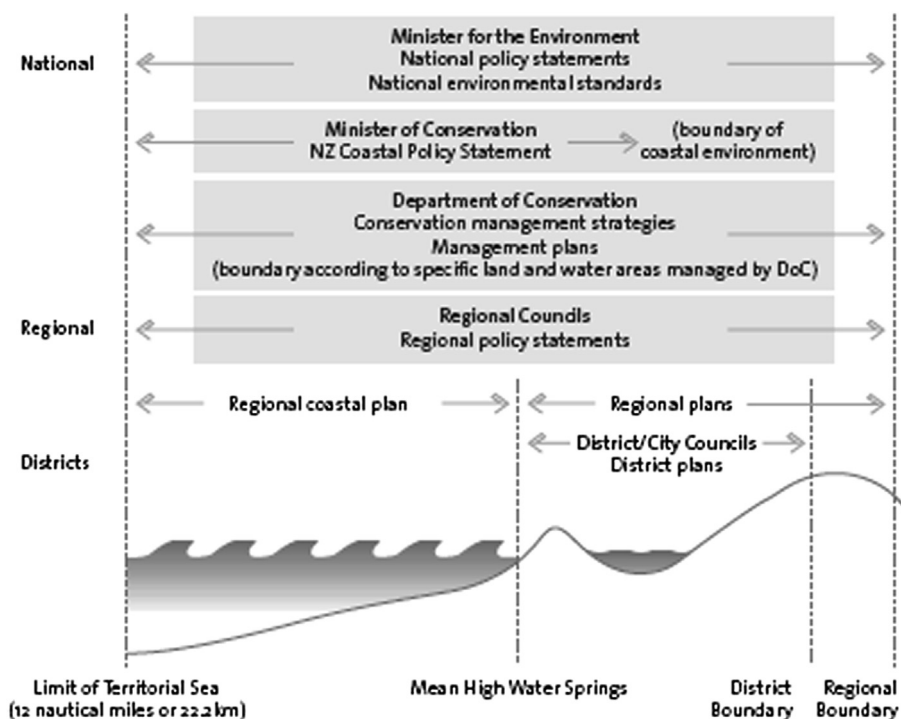 National
Minister for the Environment
National policy statements
National environmental standards
Minister of Conservation
NZ Coastal Policy Statement
(boundary of
coastal environment)
Department of Conservation
Conservation management strategies
Management plans
(boundary according to specific land and water areas managed by DoC)
Regional
Regional Councils
Regional policy statements
Regional coastal plan
Regional plans
Districts
District/City Councils
District plans
Limit of Territorial Sea
(12 nautical miles or 22.2km)
Mean High Water Springs
District
Boundary
Regional
Boundary